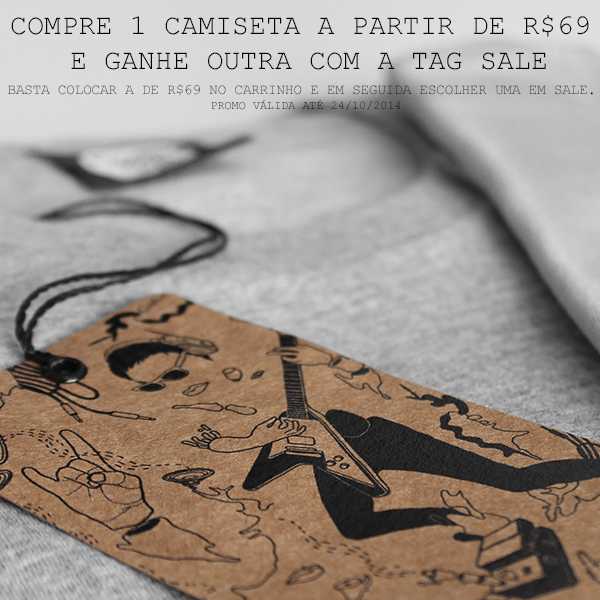 COMPRE 1 CAMISETA A PARTIR DE R$69
E GANHE OUTRA COM A TAG SALE
BASTA COLOCAR A DE R$69 NO CARRINHO E EM SEGUIDA ESCOLHER UMA EM SALE.
PROMO VÁLIDA ATÉ 24/10/2014